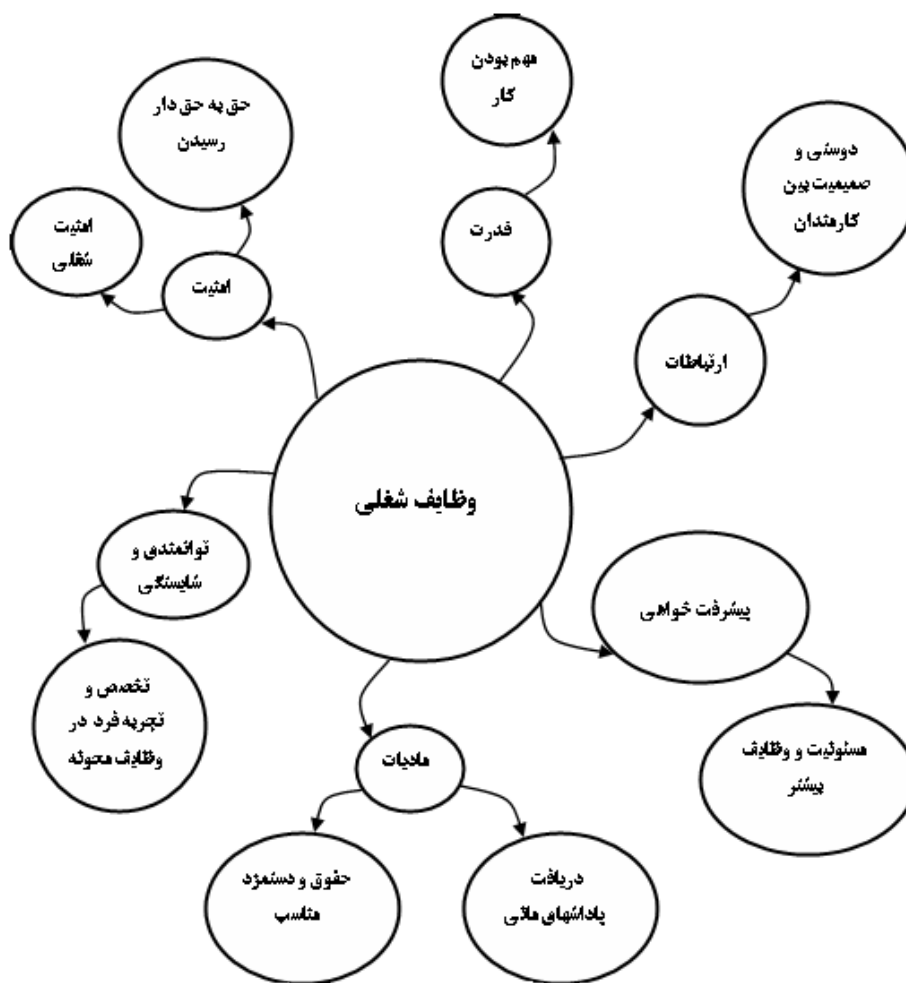 مهم بودن
کار
حق به حق دار
رسیدن
دوستی و
صمیمیت بین
کارمندان
امنیت
شغلی
امنیت
قدرت
ارتباطات
وظایف شغلی
توانمندی و
شایستگی
پیشرفت خواهی
تخصص و
تجربه فرد در
وظایف محوله
مادیات
مسئولیت و وظایف
بیشتر
حقوق و دستمزد
مناسب
دریافت
پاداشهای مالی